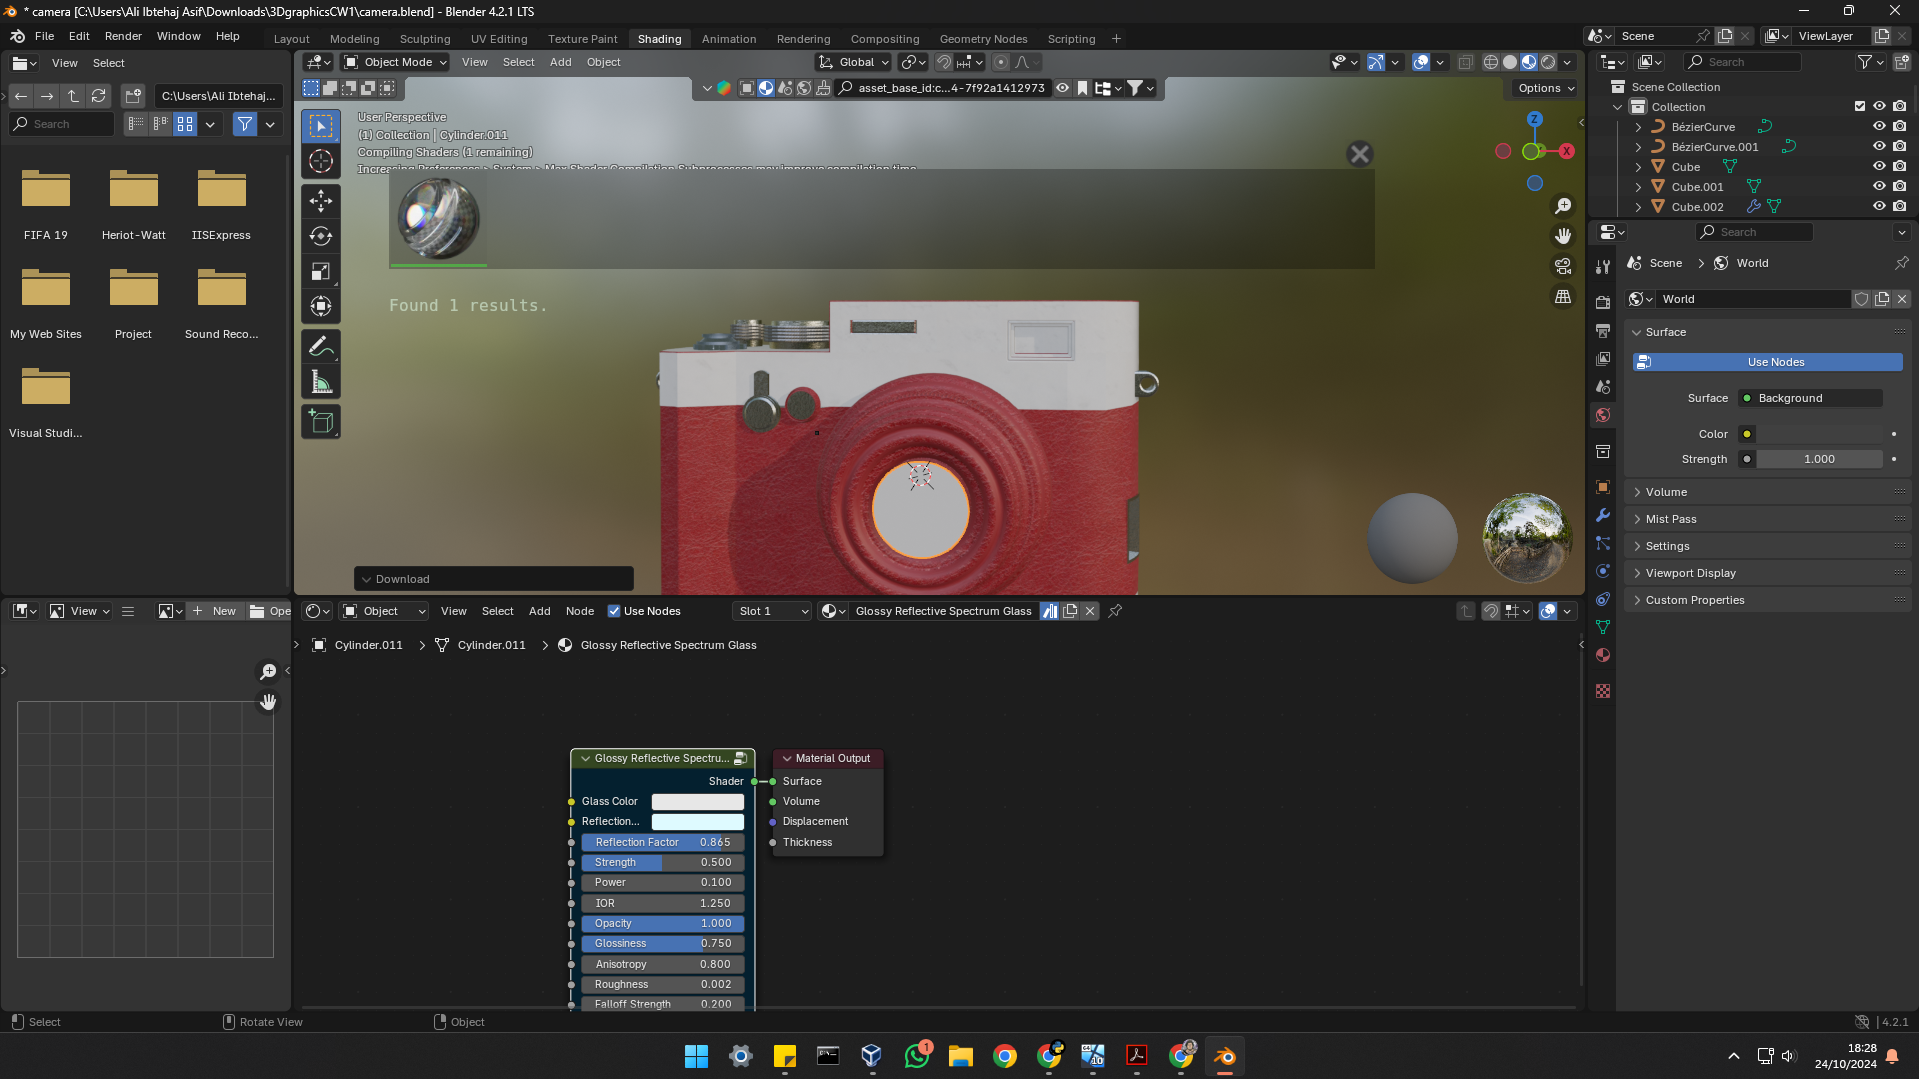 * camera [C:\Users\Ali Ibtehaj Asif\Downloads\3DgraphicsCW1\camera.blend] - Blender 4.2.1 LTS
File Edit Render Window Help
Layout Modeling Sculpting UV Editing Texture Paint Shading Animation Rendering Compositing Geometry Nodes Scripting
Scene ViewLayer
View Select
C:\Users\Ali Ibtehaj...
Search
FIFA 19 Heriot-Watt IISExpress
My Web Sites Project Sound Reco...
Visual Studi...
Object Mode View Select Add Object Global
asset_base_id:c...4-7f92a1412973
Options
User Perspective
(1) Collection | Cylinder.011
Compiling Shaders (1 remaining)
Increasing Preferences > System > Max Shader Compilation Subprocesses may improve compilation time.
Found 1 results.
Z
X
Download
Search
Scene Collection
Collection
BézierCurve
BézierCurve.001
Cube
Cube.001
Cube.002
Search
Scene World
World
Surface
Use Nodes
Surface Background
Color
Strength 1.000
Volume
Mist Pass
Settings
Viewport Display
Custom Properties
View New Ope
Object View Select Add Node Use Nodes Slot 1 Glossy Reflective Spectrum Glass
Cylinder.011 Cylinder.011 Glossy Reflective Spectrum Glass
Glossy Reflective Spectru...
Shader
Glass Color
Reflection...
Reflection Factor 0.865
Strength 0.500
Power 0.100
IOR 1.250
Opacity 1.000
Glossiness 0.750
Anisotropy 0.800
Roughness 0.002
Falloff Strength 0.200
Material Output
Surface
Volume
Displacement
Thickness
Select Rotate View Object
4.2.1
1
10
18:28
24/10/2024